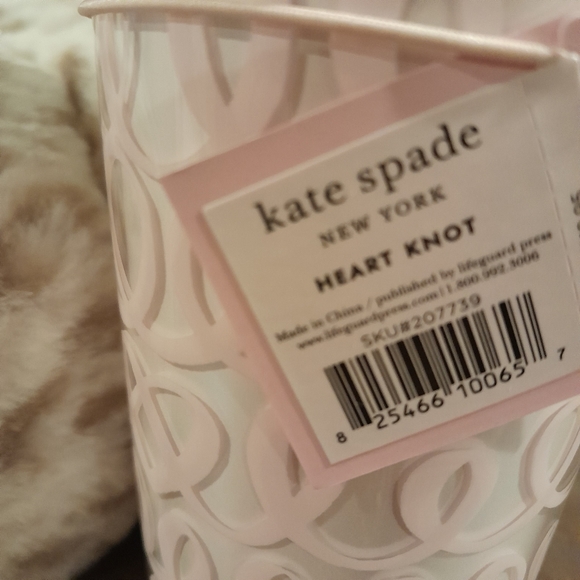 kate spade
NEW YORK
HEART KNOT
Made in China / published by lifeguard press
www.lifeguardpress.com | 1.800.992.3006
SKU#207739
8 25466 10065 7